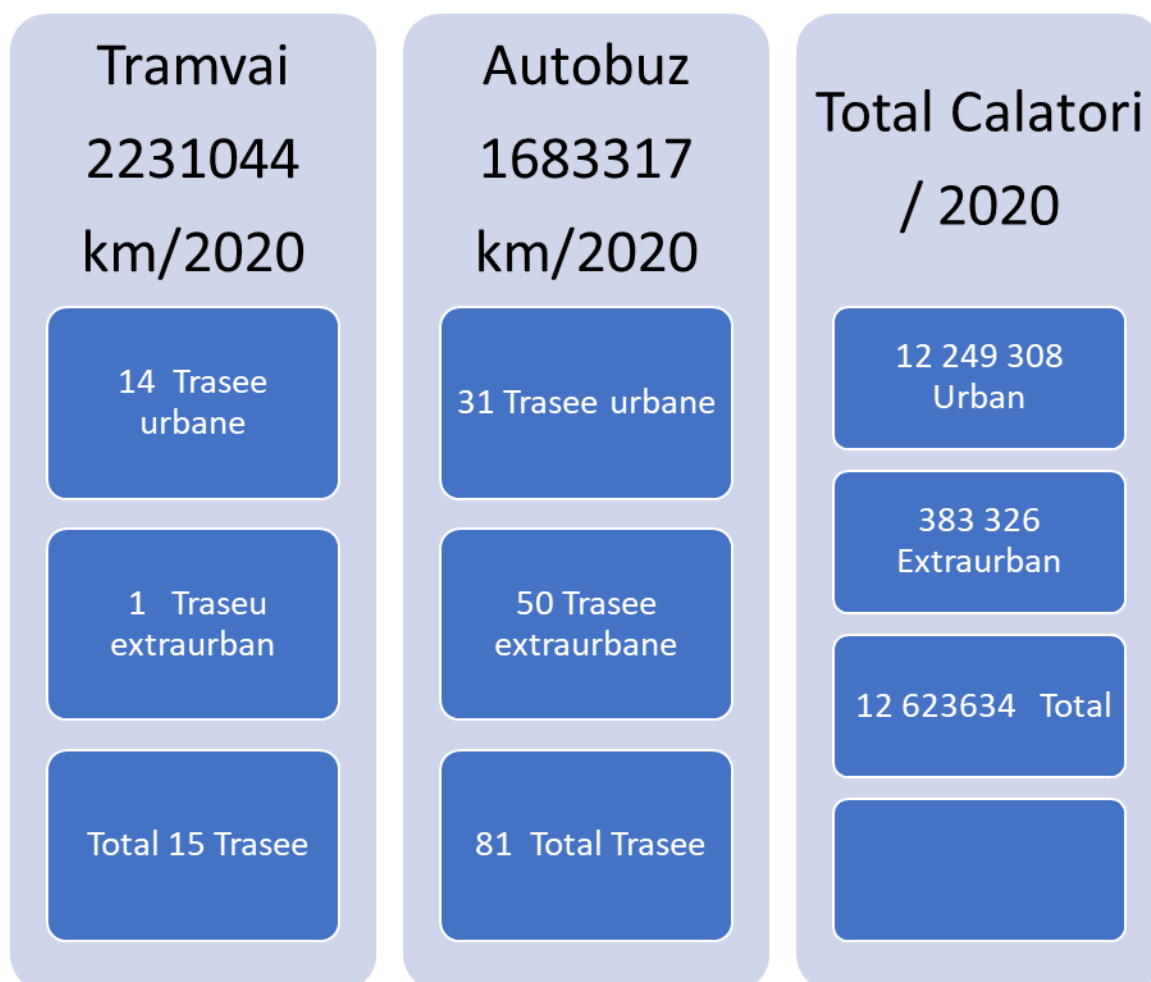 Tramvai
2231044
km/2020
14  Trasee
urbane
1   Traseu
extraurban
Total 15 Trasee
Autobuz
1683317
km/2020
31 Trasee urbane
50 Trasee
extraurbane
81  Total Trasee
Total Calatori
/ 2020
12 249 308
Urban
383 326
Extraurban
12 623634   Total